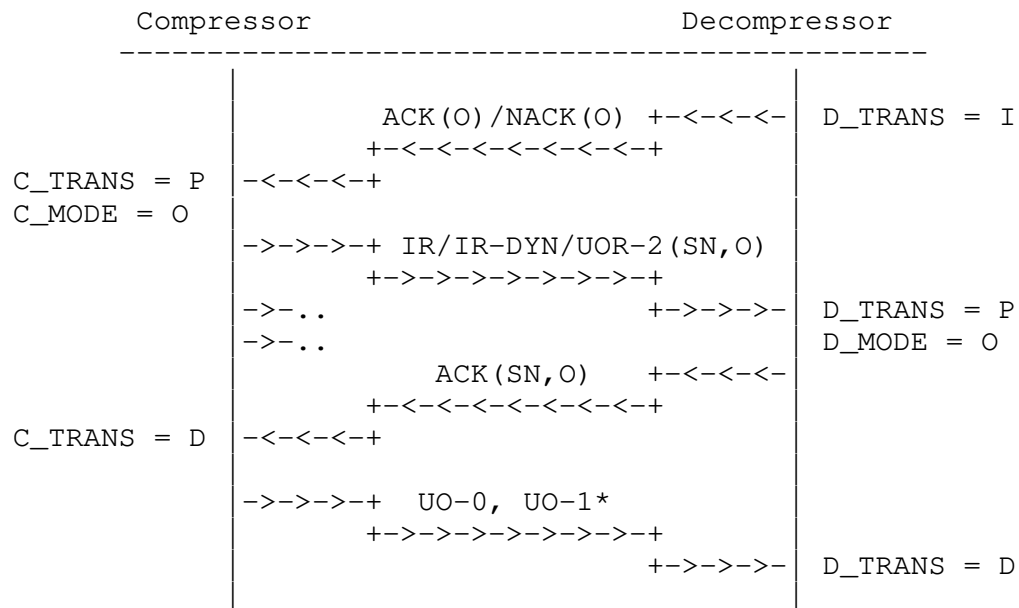 Compressor                     Decompressor
----------------------------------------------
|                                |
ACK(O)/NACK(O) +-<-<-<-| D_TRANS = I
+-<-<-<-<-<-<-<-+
C_TRANS = P |-<-<-<-+
C_MODE = O
|->->->-+ IR/IR-DYN/UOR-2(SN,O)
+->->->->->->->-+
|->-.. +->->->-| D_TRANS = P
|->-.. D_MODE = O
ACK(SN,O) +-<-<-<-|
+-<-<-<-<-<-<-<-+
C_TRANS = D |-<-<-<-+
|->->->-+ UO-0, UO-1*
+->->->->->->->-+
+->->->-| D_TRANS = D